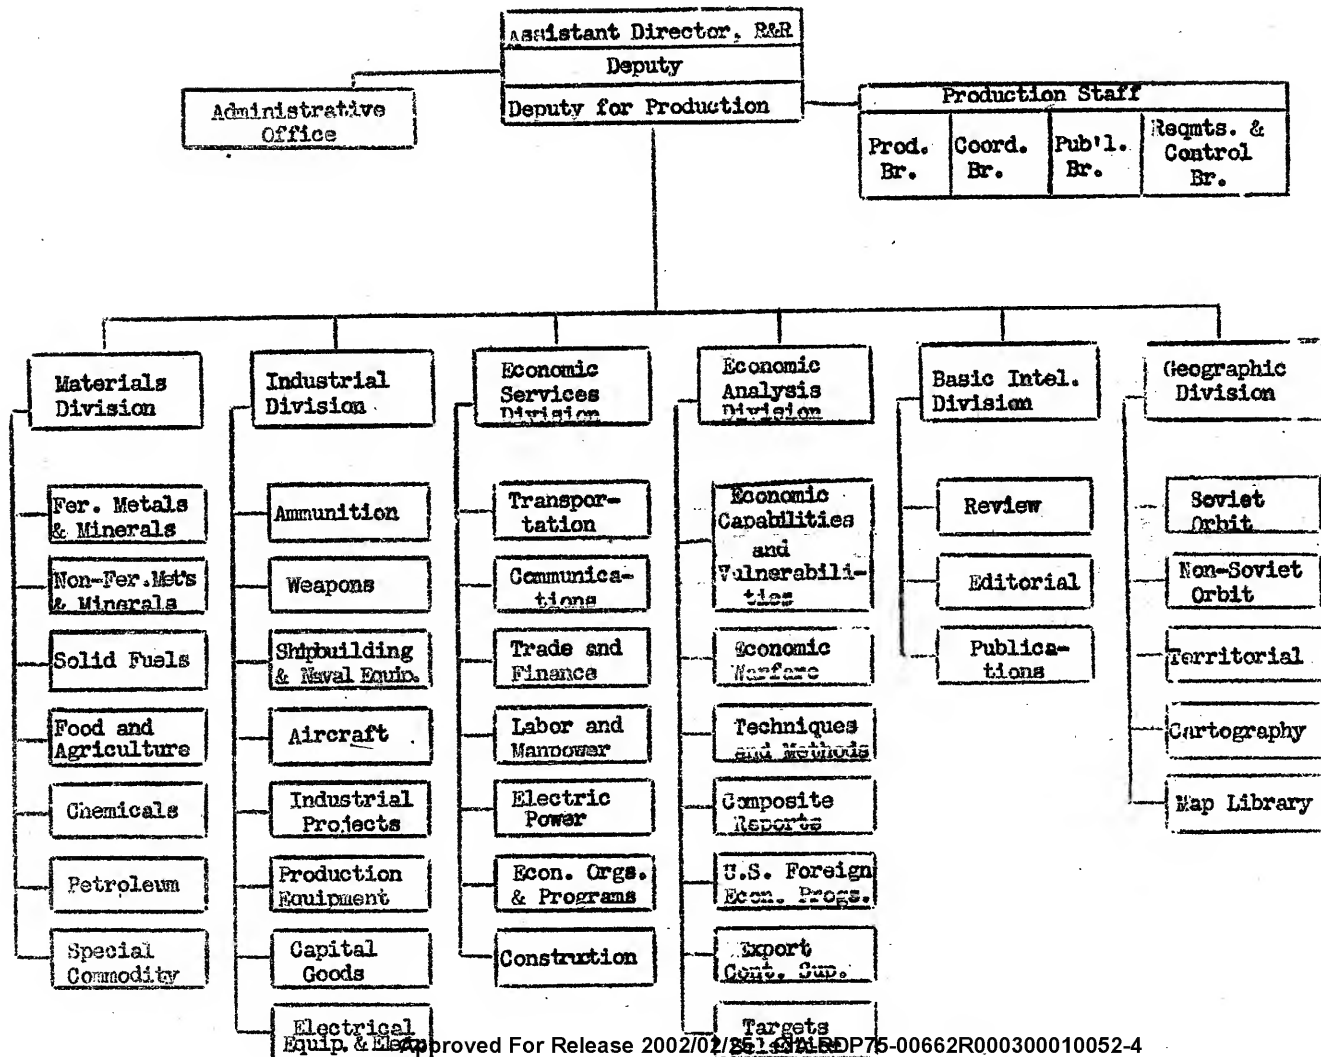 Assistant Director, R&R
Deputy
Deputy for Production
Administrative
Office
Production Staff
Prod.
Br.
Coord.
Br.
Pub'l.
Br.
Reqmts. &
Control
Br.
Materials
Division
Fer. Metals
& Minerals
Non-Fer.Met's
& Minerals
Solid Fuels
Food and
Agriculture
Chemicals
Petroleum
Special
Commodity
Industrial
Division
Ammunition
Weapons
Shipbuilding
& Naval Equip.
Aircraft
Industrial
Projects
Production
Equipment
Capital
Goods
Electrical
Equip. &
Economic
Services
Division
Transpor-
tation
Communica-
tions
Trade and
Finance
Labor and
Manpower
Electric
Power
Econ. Orgs.
& Programs
Construction
Economic
Analysis
Division
Economic
Capabilities
and
Vulnerabili-
ties
Economic
Warfare
Techniques
and Methods
Composite
Reports
U.S. Foreign
Econ. Progs.
Export
Cont. Sup.
Targets
Basic Intel.
Division
Review
Editorial
Publica-
tions
Geographic
Division
Soviet
Orbit
Non-Soviet
Orbit
Territorial
Cartography
Map Library
Approved For Release 2002/02/25 : CIA-RDP75-00662R000300010052-4